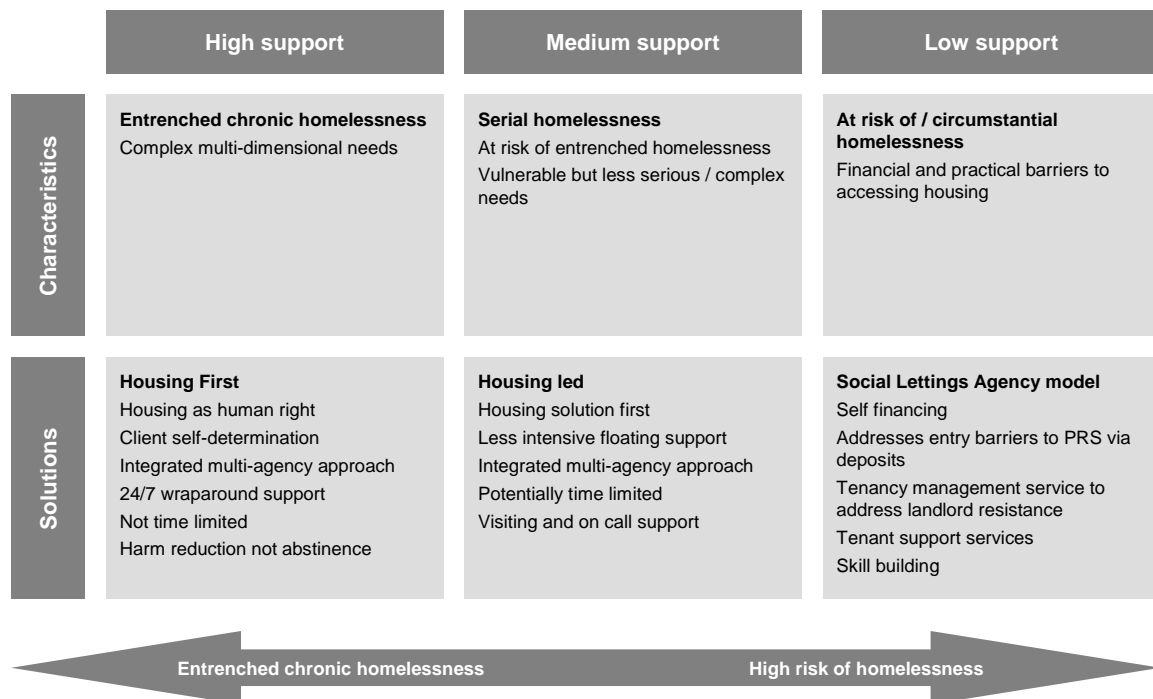 High support
Medium support
Low support
Characteristics
Entrenched chronic homelessness
Complex multi-dimensional needs
Serial homelessness
At risk of entrenched homelessness
Vulnerable but less serious / complex
needs
At risk of / circumstantial
homelessness
Financial and practical barriers to
accessing housing
Solutions
Housing First
Housing as human right
Client self-determination
Integrated multi-agency approach
24/7 wraparound support
Not time limited
Harm reduction not abstinence
Housing led
Housing solution first
Less intensive floating support
Integrated multi-agency approach
Potentially time limited
Visiting and on call support
Social Lettings Agency model
Self financing
Addresses entry barriers to PRS via
deposits
Tenancy management service to
address landlord resistance
Tenant support services
Skill building
Entrenched chronic homelessness
High risk of homelessness